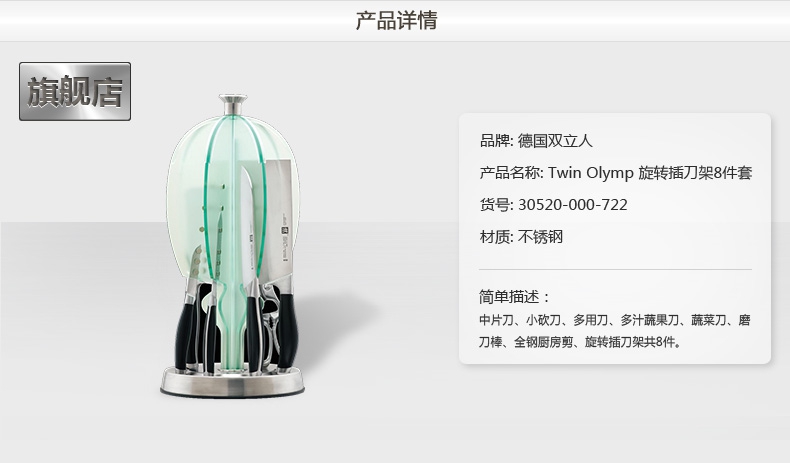 产品详情
旗舰店
品牌: 德国双立人
产品名称: Twin Olymp 旋转插刀架8件套
货号: 30520-000-722
材质: 不锈钢
简单描述：
中片刀、小砍刀、多用刀、多汁蔬果刀、蔬菜刀、磨
刀棒、全钢厨房剪、旋转插刀架共8件。